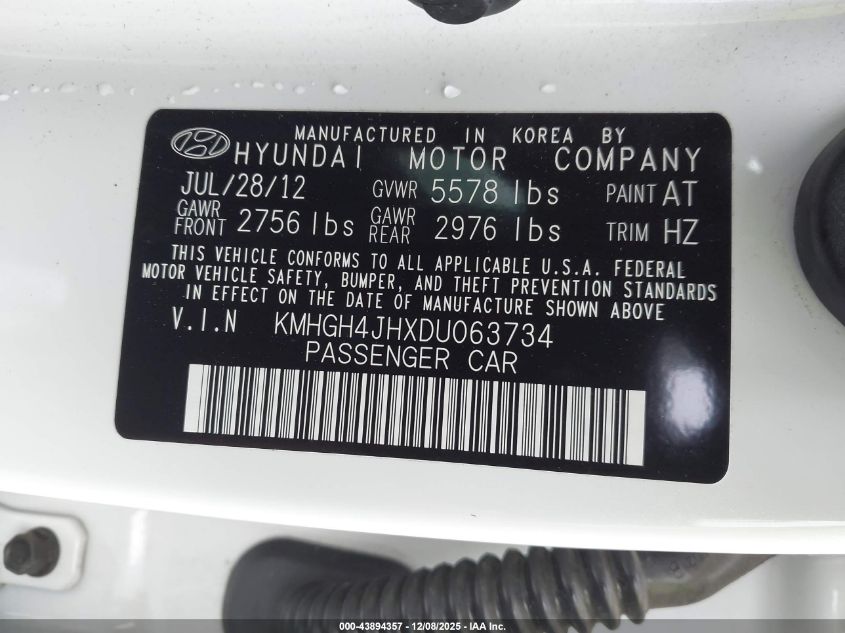 MANUFACTURED IN KOREA BY
HYUNDAI MOTOR COMPANY
JUL/28/12 GVWR 5578 lbs PAINT AT
GAWR FRONT 2756 lbs GAWR REAR 2976 lbs TRIM HZ
THIS VEHICLE CONFORMS TO ALL APPLICABLE U.S.A. FEDERAL
MOTOR VEHICLE SAFETY, BUMPER, AND THEFT PREVENTION STANDARDS
IN EFFECT ON THE DATE OF MANUFACTURE SHOWN ABOVE
V.I.N KMHGH4JHXDU063734
PASSENGER CAR
000-43894357 - 12/08/2025 - IAA Inc.